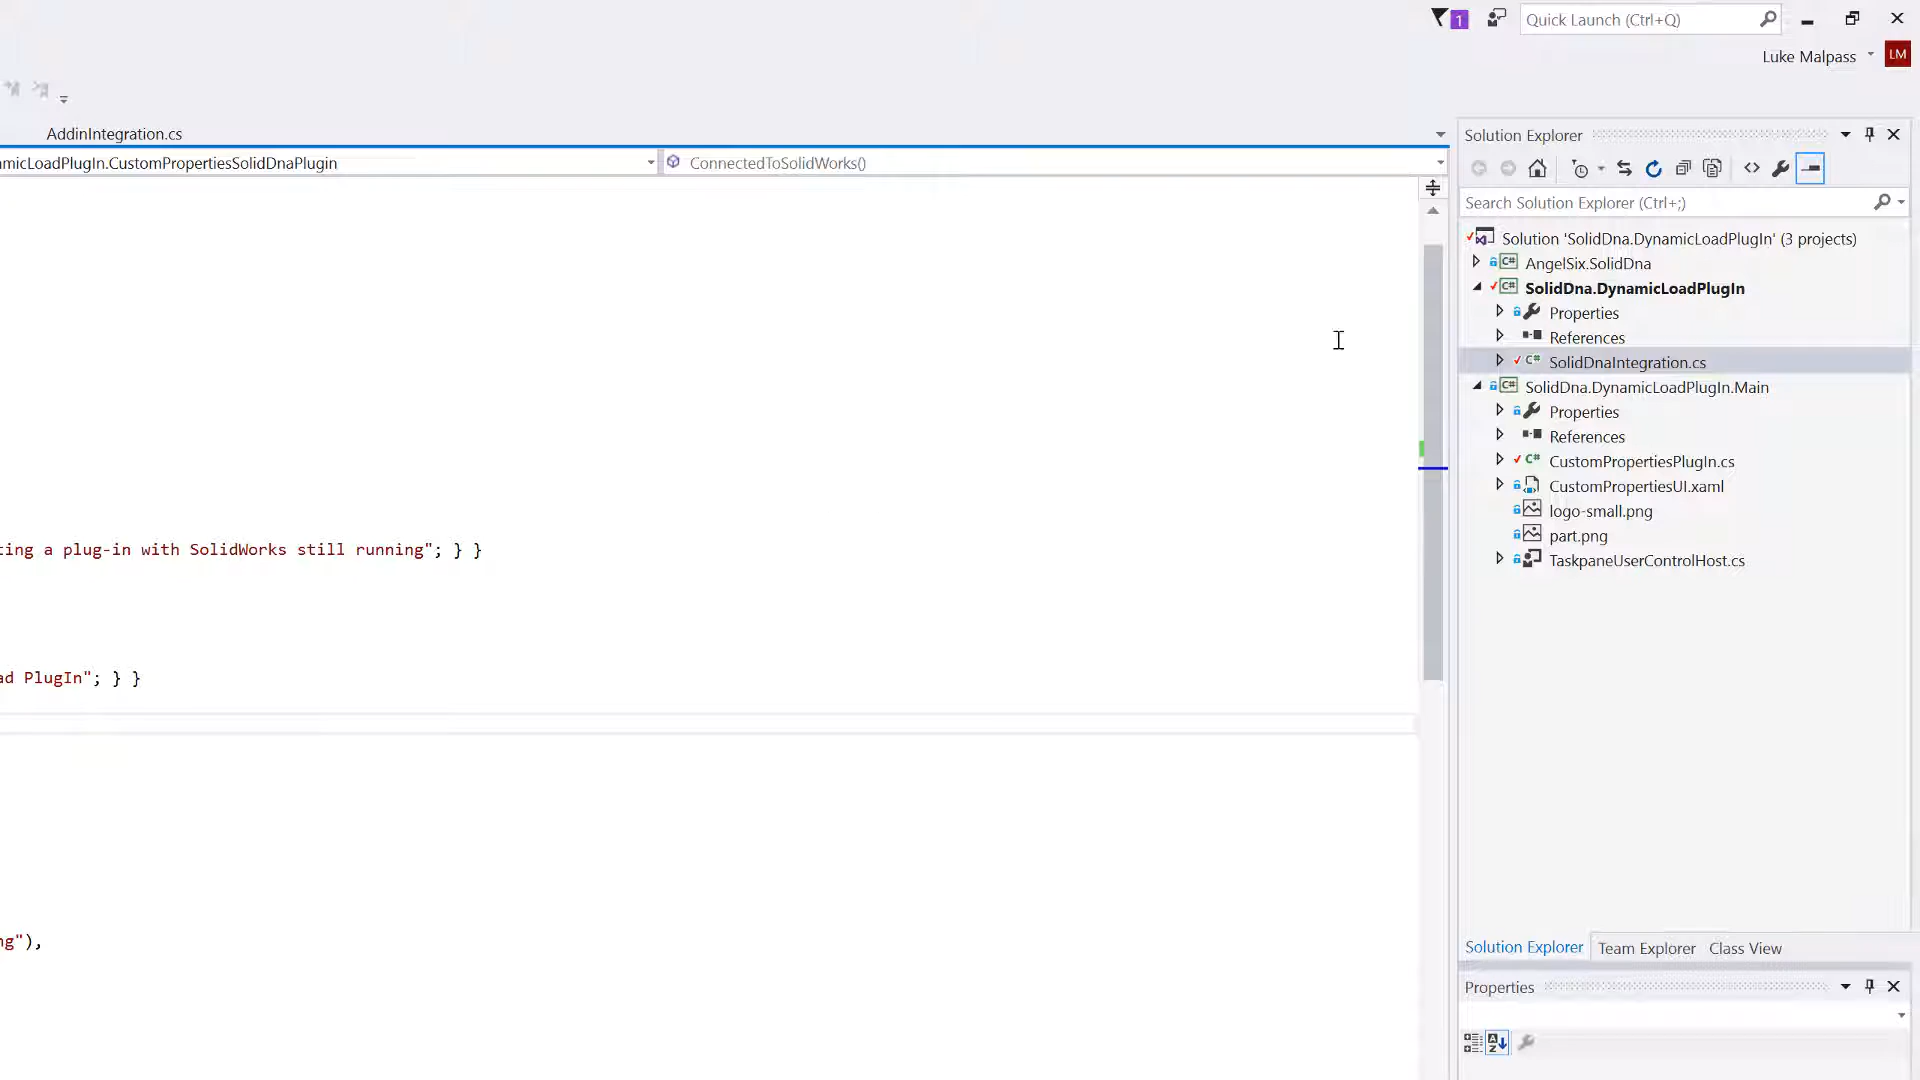 1
Quick Launch (Ctrl+Q)
Luke Malpass
LM
AddinIntegration.cs
micLoadPlugIn.CustomPropertiesSolidDnaPlugin
ConnectedToSolidWorks()
ting a plug-in with SolidWorks still running"; } }
ad PlugIn"; } }
ng"),
Solution Explorer
Search Solution Explorer (Ctrl+;)
Solution 'SolidDna.DynamicLoadPlugIn' (3 projects)
C# AngelSix.SolidDna
C# SolidDna.DynamicLoadPlugIn
Properties
References
C# SolidDnaIntegration.cs
C# SolidDna.DynamicLoadPlugIn.Main
Properties
References
C# CustomPropertiesPlugIn.cs
CustomPropertiesUI.xaml
logo-small.png
part.png
TaskpaneUserControlHost.cs
Solution Explorer Team Explorer Class View
Properties